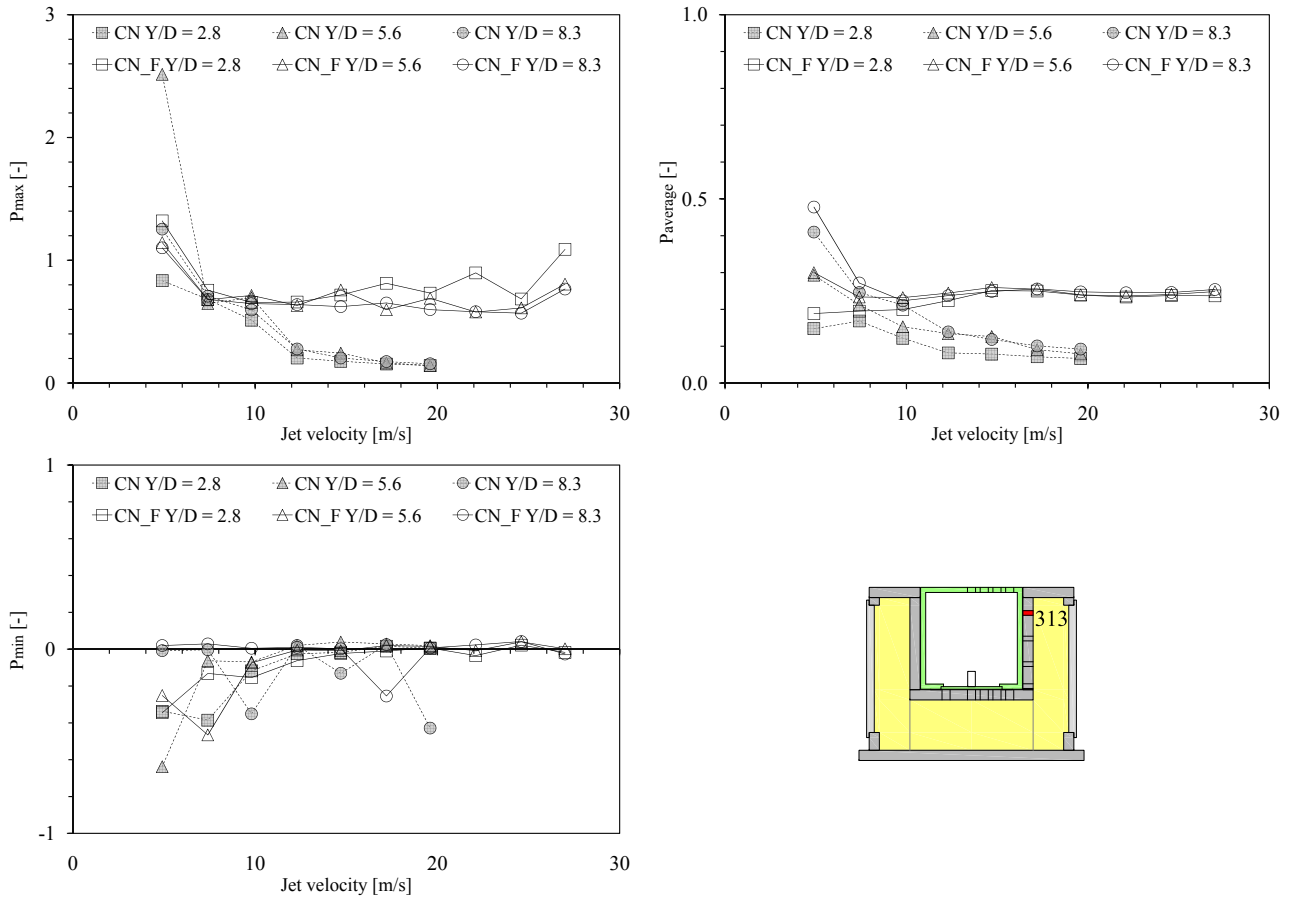 3
CN Y/D = 2.8 CN Y/D = 5.6 CN Y/D = 8.3
CN_F Y/D = 2.8 CN_F Y/D = 5.6 CN_F Y/D = 8.3
2
Pmax [-]
1
0
0 10 20 30
Jet velocity [m/s]
1.0
CN Y/D = 2.8 CN Y/D = 5.6 CN Y/D = 8.3
CN_F Y/D = 2.8 CN_F Y/D = 5.6 CN_F Y/D = 8.3
Paverage [-]
0.5
0.0
0 10 20 30
Jet velocity [m/s]
1
CN Y/D = 2.8 CN Y/D = 5.6 CN Y/D = 8.3
CN_F Y/D = 2.8 CN_F Y/D = 5.6 CN_F Y/D = 8.3
Pmin [-]
0
-1
0 10 20 30
Jet velocity [m/s]
313